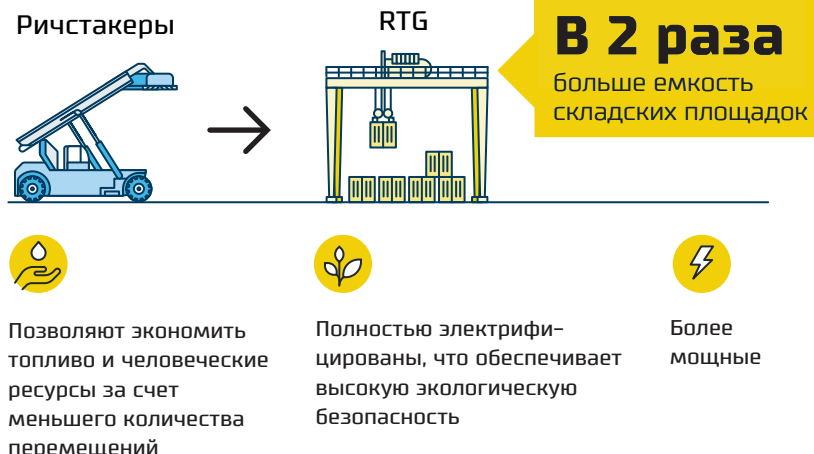 Ричстакеры
RTG
В 2 раза
больше емкость
складских площадок
Позволяют экономить
топливо и человеческие
ресурсы за счет
меньшего количества
перемещений
Полностью электрифи-
цированы, что обеспечивает
высокую экологическую
безопасность
Более
мощные